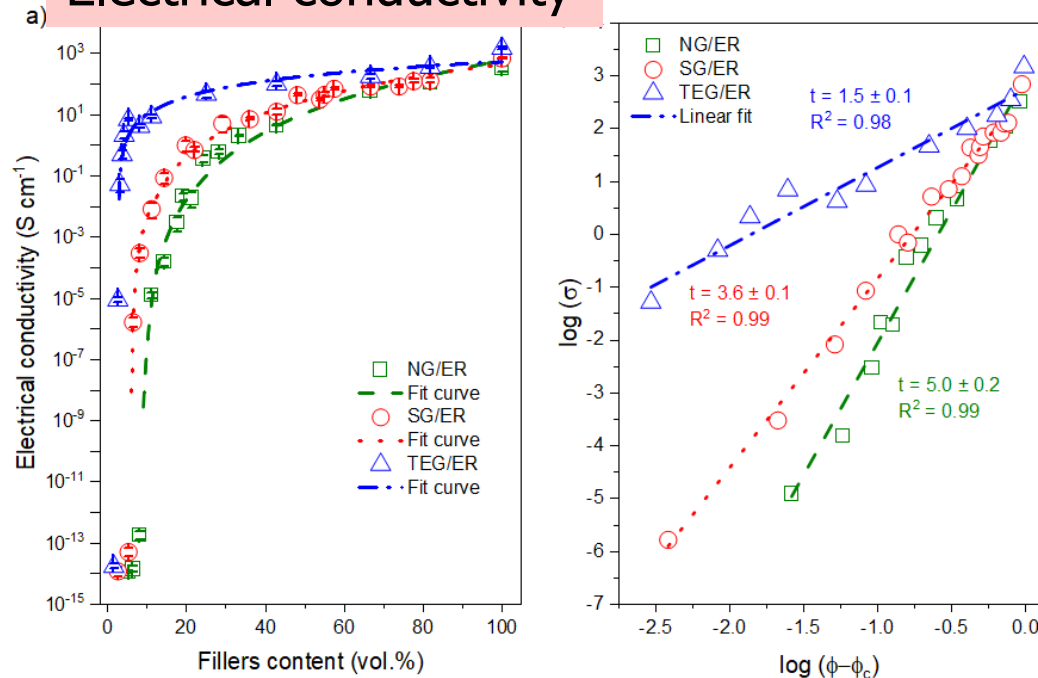 Electrical conductivity
a)
Electrical conductivity (S cm⁻¹)
10³
10¹
10⁻¹
10⁻³
10⁻⁵
10⁻⁷
10⁻⁹
10⁻¹¹
10⁻¹³
10⁻¹⁵
NG/ER
Fit curve
SG/ER
Fit curve
TEG/ER
Fit curve
0 20 40 60 80 100
Fillers content (vol.%)
log (σ)
3
2
1
0
-1
-2
-3
-4
-5
-6
-7
NG/ER
SG/ER
TEG/ER
Linear fit
t = 1.5 ± 0.1
R² = 0.98
t = 3.6 ± 0.1
R² = 0.99
t = 5.0 ± 0.2
R² = 0.99
-2.5 -2.0 -1.5 -1.0 -0.5 0.0
log (ϕ−ϕc)